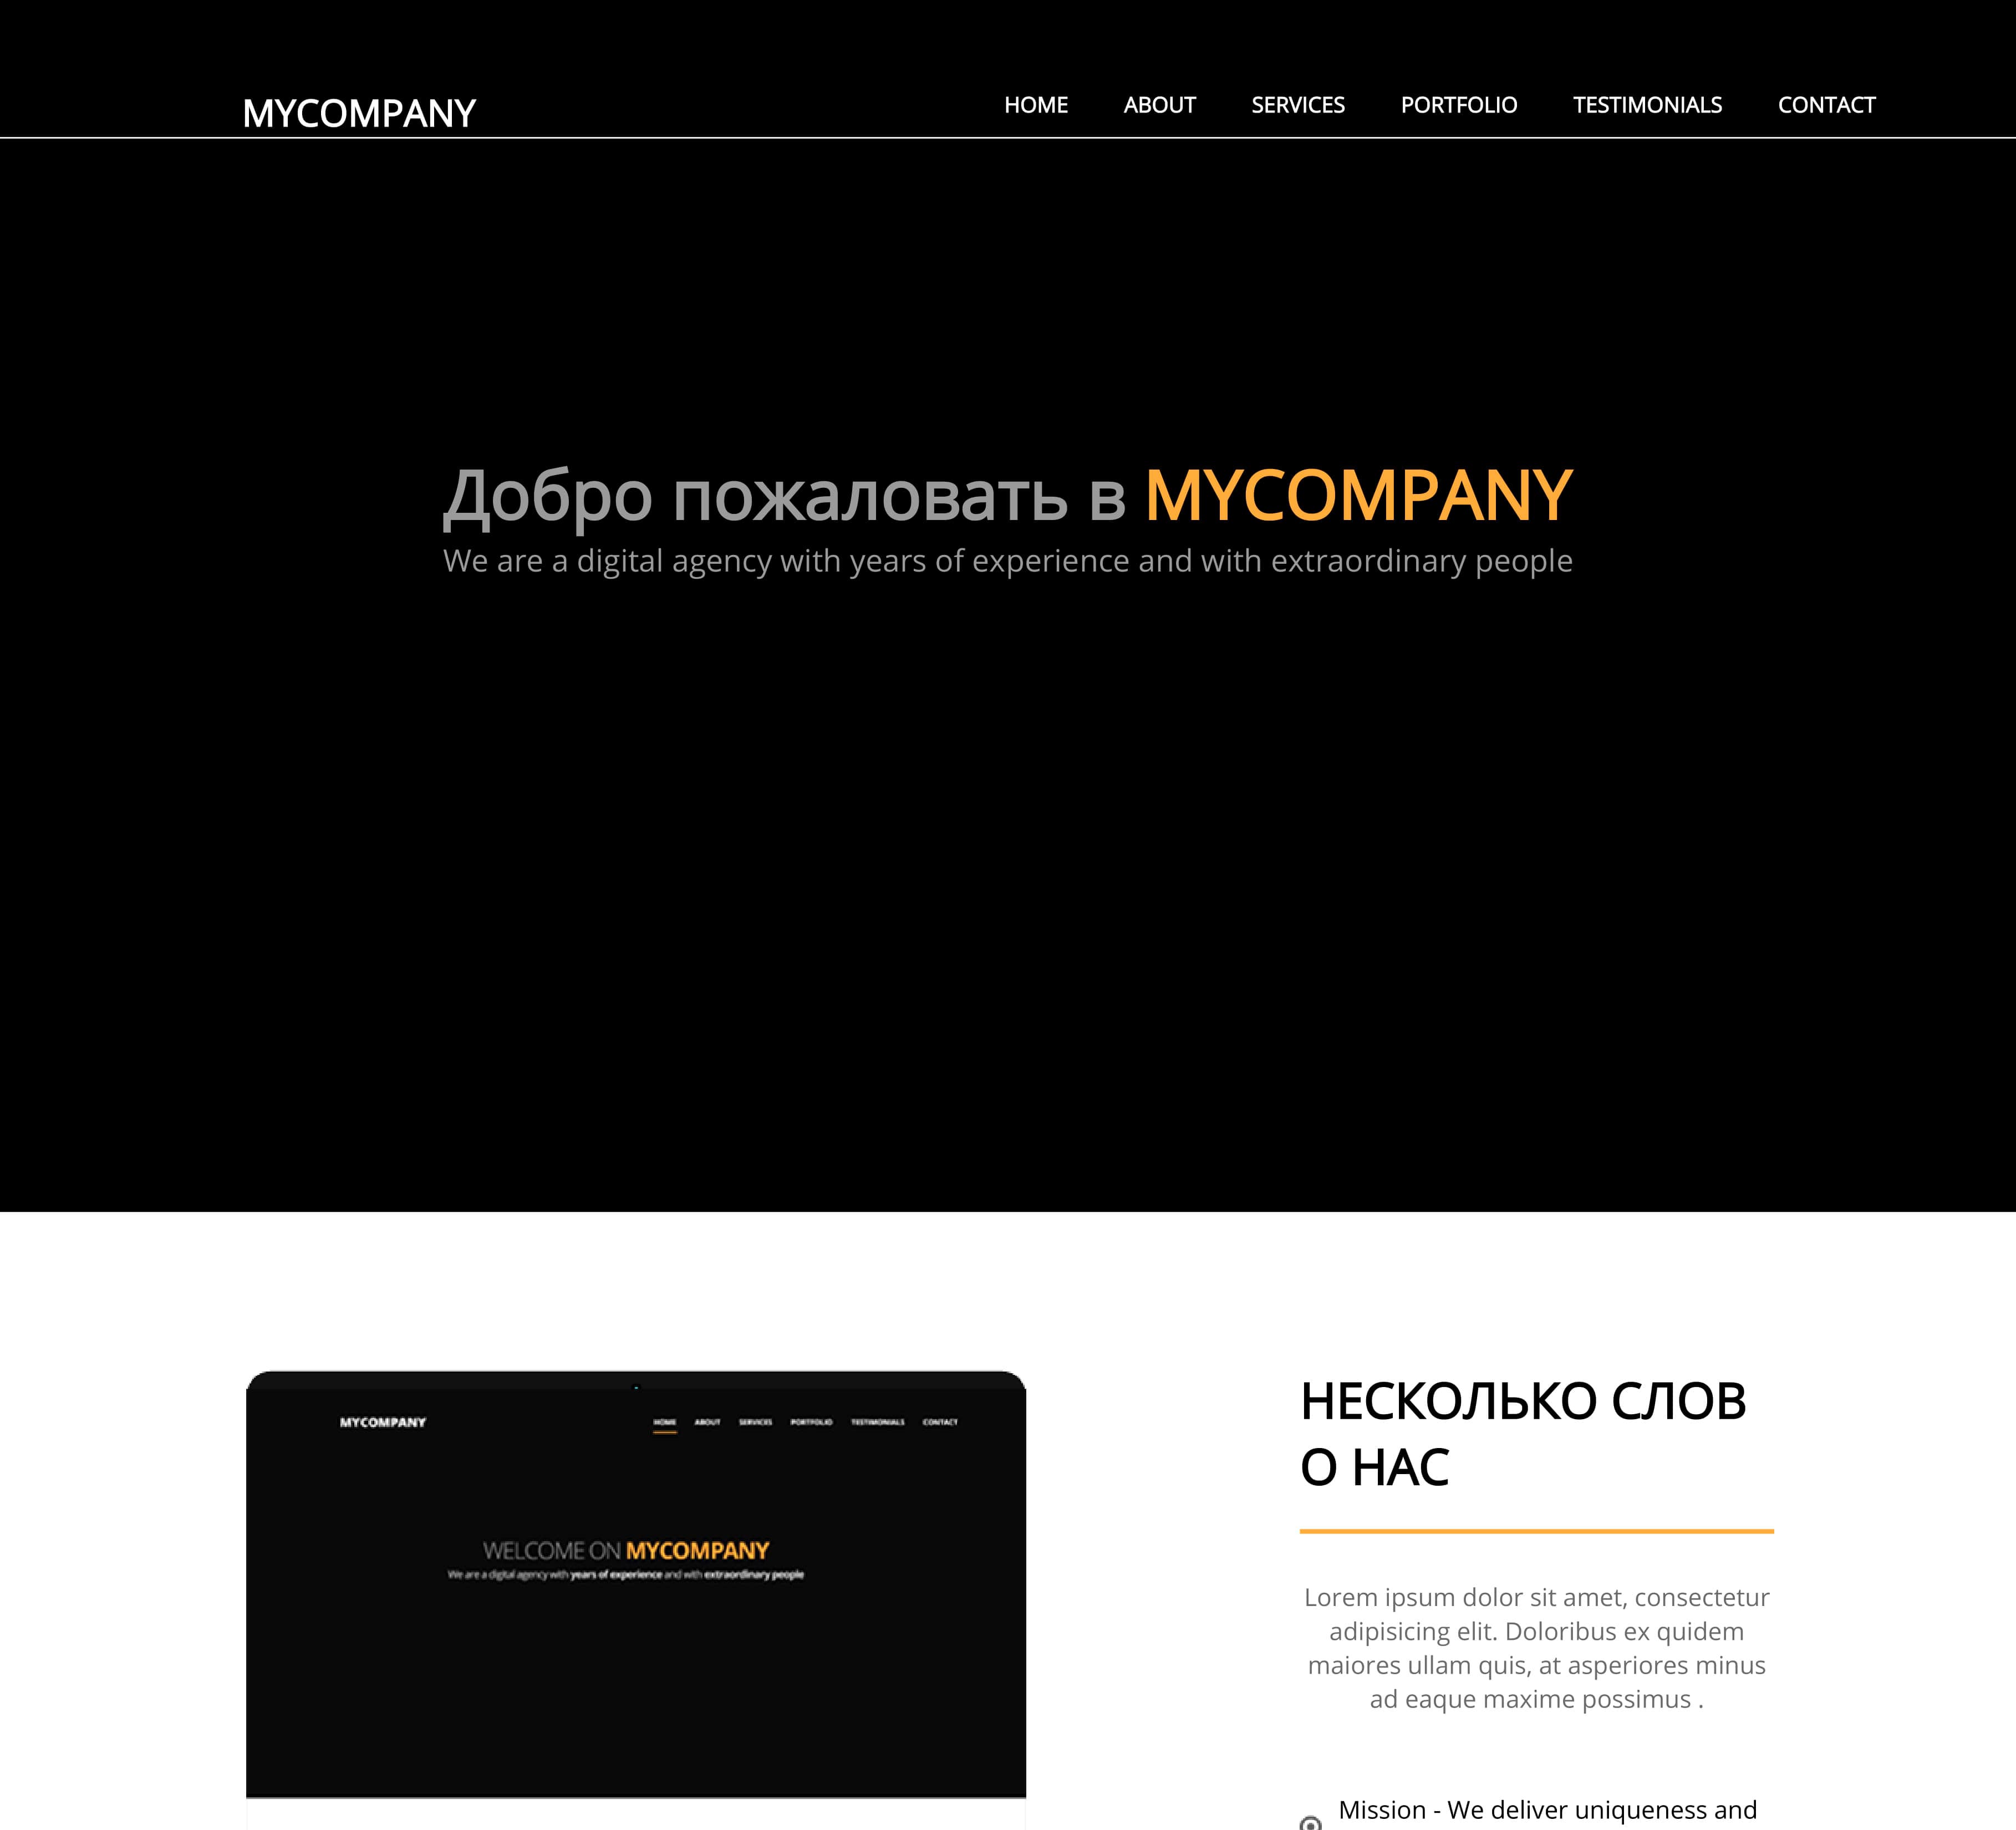 MYCOMPANY HOME ABOUT SERVICES PORTFOLIO TESTIMONIALS CONTACT
Добро пожаловать в MYCOMPANY
We are a digital agency with years of experience and with extraordinary people
MYCOMPANY HOME ABOUT SERVICES PORTFOLIO TESTIMONIALS CONTACT
WELCOME ON MYCOMPANY
We are a digital agency with years of experience and with extraordinary people
НЕСКОЛЬКО СЛОВ
О НАС
Lorem ipsum dolor sit amet, consectetur
adipisicing elit. Doloribus ex quidem
maiores ullam quis, at asperiores minus
ad eaque maxime possimus .
Mission - We deliver uniqueness and